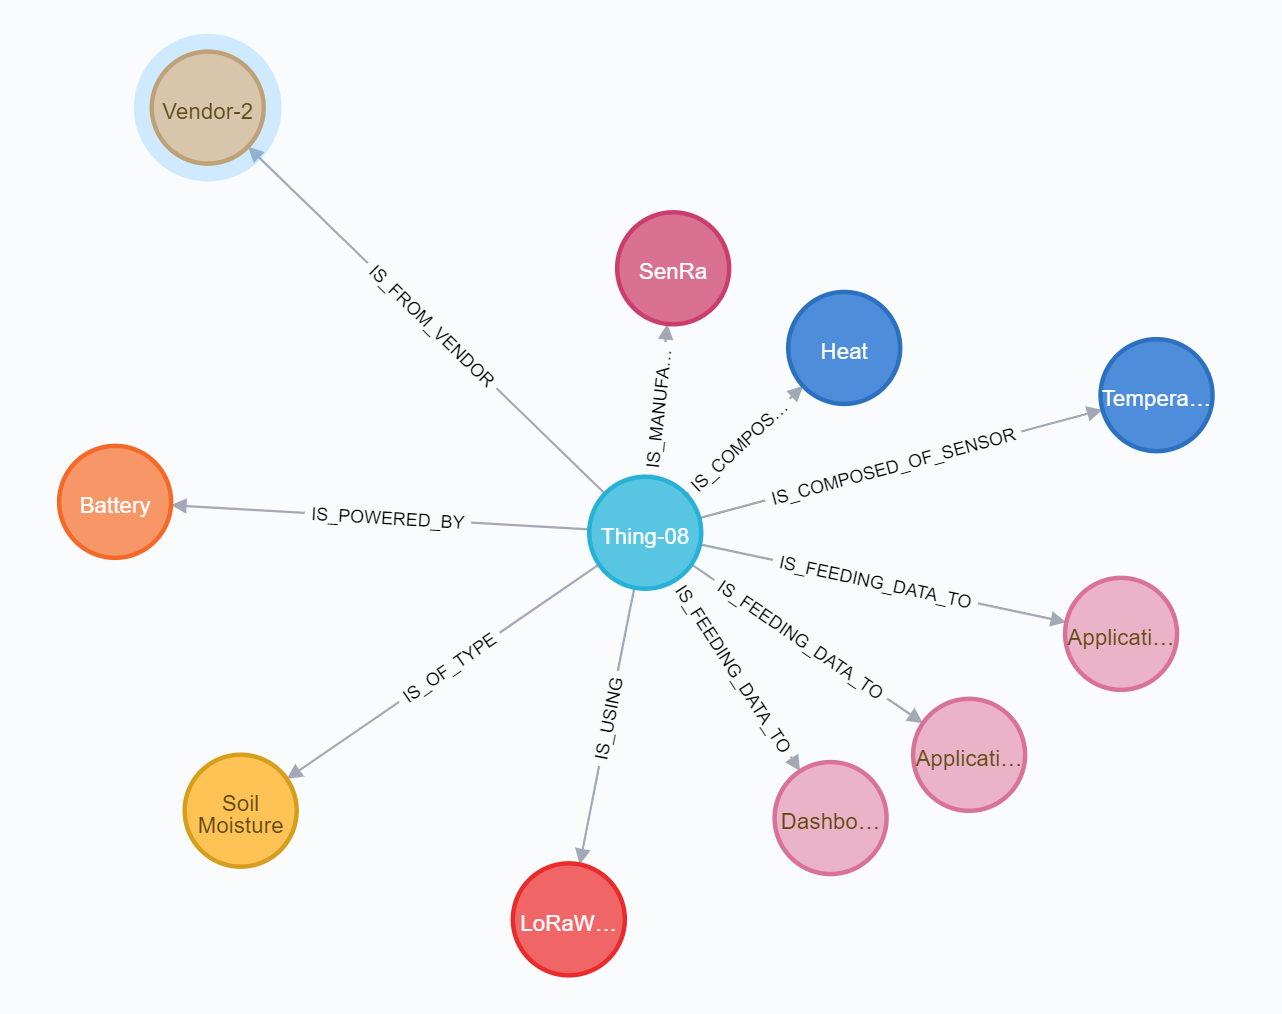 Vendor-2
IS_FROM_VENDOR
SenRa
IS_MANUFA…
Heat
IS_COMPOS…
Tempera…
IS_COMPOSED_OF_SENSOR
Battery
IS_POWERED_BY
Thing-08
IS_FEEDING_DATA_TO
Applicati…
IS_FEEDING_DATA_TO
Applicati…
IS_FEEDING_DATA_TO
Dashbo…
IS_OF_TYPE
Soil
Moisture
IS_USING
LoRaW…